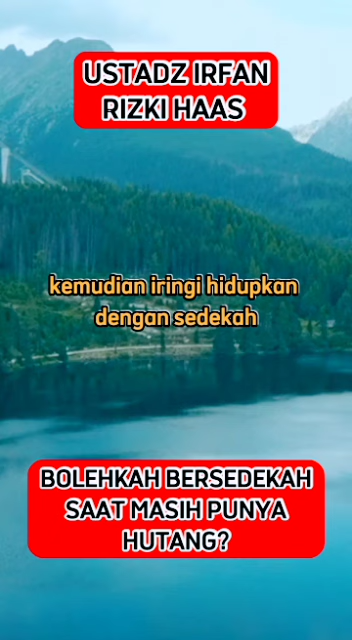 USTADZ IRFAN
RIZKI HAAS
kemudian iringi hidupkan
dengan sedekah
BOLEHKAH BERSEDEKAH
SAAT MASIH PUNYA
HUTANG?